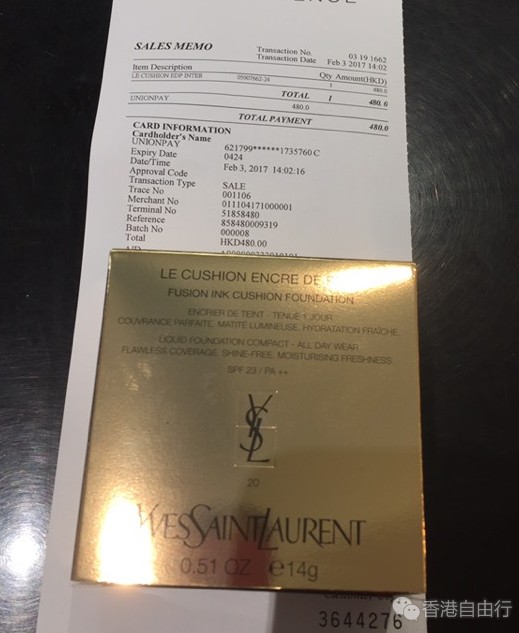 SALES MEMO
Transaction No. 03 19 1662
Transaction Date Feb 3 2017 14:02
Item Description Qty Amount(HKD)
LE CUSHION EDP INTER 05907662-24 1 480.0
TOTAL 1 480.0
UNIONPAY 480.0
TOTAL PAYMENT 480.0
CARD INFORMATION
Cardholder's Name
UNIONPAY 621799******1735760 C
Expiry Date 0424
Date/Time Feb 3, 2017 14:02:16
Approval Code
Transaction Type SALE
Trace No 001106
Merchant No 011104171000001
Terminal No 51858480
Reference 858480009319
Batch No 000008
Total HKD480.00
LE CUSHION ENCRE DE
FUSION INK CUSHION FOUNDATION
ENCRIER DE TEINT - TENUE 1 JOUR
COUVRANCE PARFAITE, MATITÉ LUMINEUSE, HYDRATATION FRAÎCHE.
LIQUID FOUNDATION COMPACT - ALL DAY WEAR
FLAWLESS COVERAGE, SHINE-FREE, MOISTURISING FRESHNESS.
SPF 23 / PA ++
YSL
20
YVESSAINTLAURENT
0.51 OZ ℮14g
3644276
香港自由行